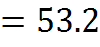 = 53.2